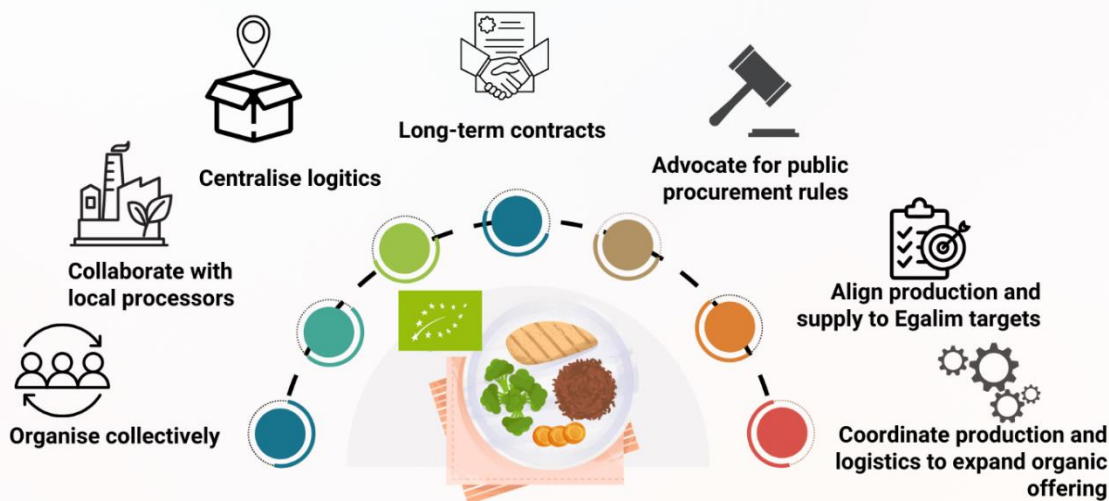 Organise collectively
Collaborate with
local processors
Centralise logitics
Long-term contracts
Advocate for public
procurement rules
Align production and
supply to Egalim targets
Coordinate production and
logistics to expand organic
offering